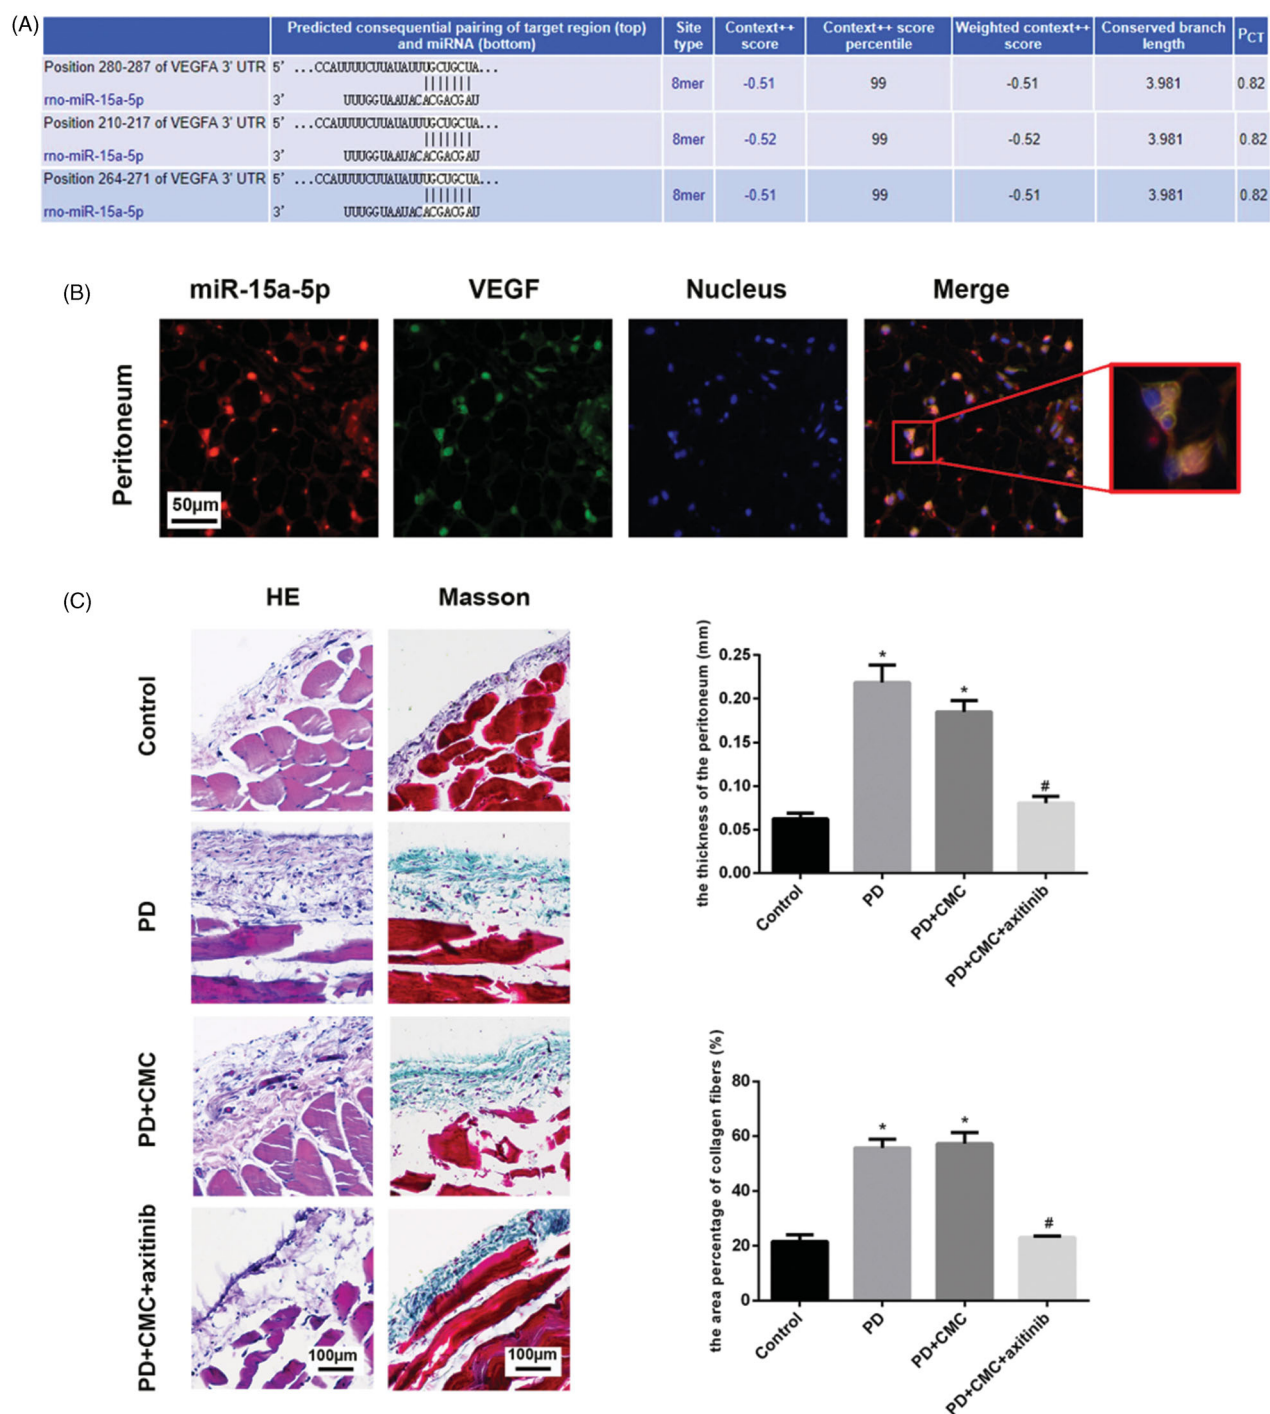 (A)
Predicted consequential pairing of target region (top) and miRNA (bottom)
Site type
Context++ score
Context++ score percentile
Weighted context++ score
Conserved branch length
PCT
Position 280-287 of VEGFA 3' UTR 5' ...CCAUUUUCUUAUAUUUGCUGCUA...
rno-miR-15a-5p 3' UUUGGUAAUACACGACGAU
8mer -0.51 99 -0.51 3.981 0.82
Position 210-217 of VEGFA 3' UTR 5' ...CCAUUUUCUUAUAUUUGCUGCUA...
rno-miR-15a-5p 3' UUUGGUAAUACACGACGAU
8mer -0.52 99 -0.52 3.981 0.82
Position 264-271 of VEGFA 3' UTR 5' ...CCAUUUUCUUAUAUUUGCUGCUA...
rno-miR-15a-5p 3' UUUGGUAAUACACGACGAU
8mer -0.51 99 -0.51 3.981 0.82
(B)
miR-15a-5p VEGF Nucleus Merge
Peritoneum
50μm
(C)
HE Masson
Control
PD
PD+CMC
PD+CMC+axitinib
100μm 100μm
the thickness of the peritoneum (mm)
0.25
0.20
0.15
0.10
0.05
0.00
* * #
Control PD PD+CMC PD+CMC+axitinib
the area percentage of collagen fibers (%)
80
60
40
20
0
* * #
Control PD PD+CMC PD+CMC+axitinib